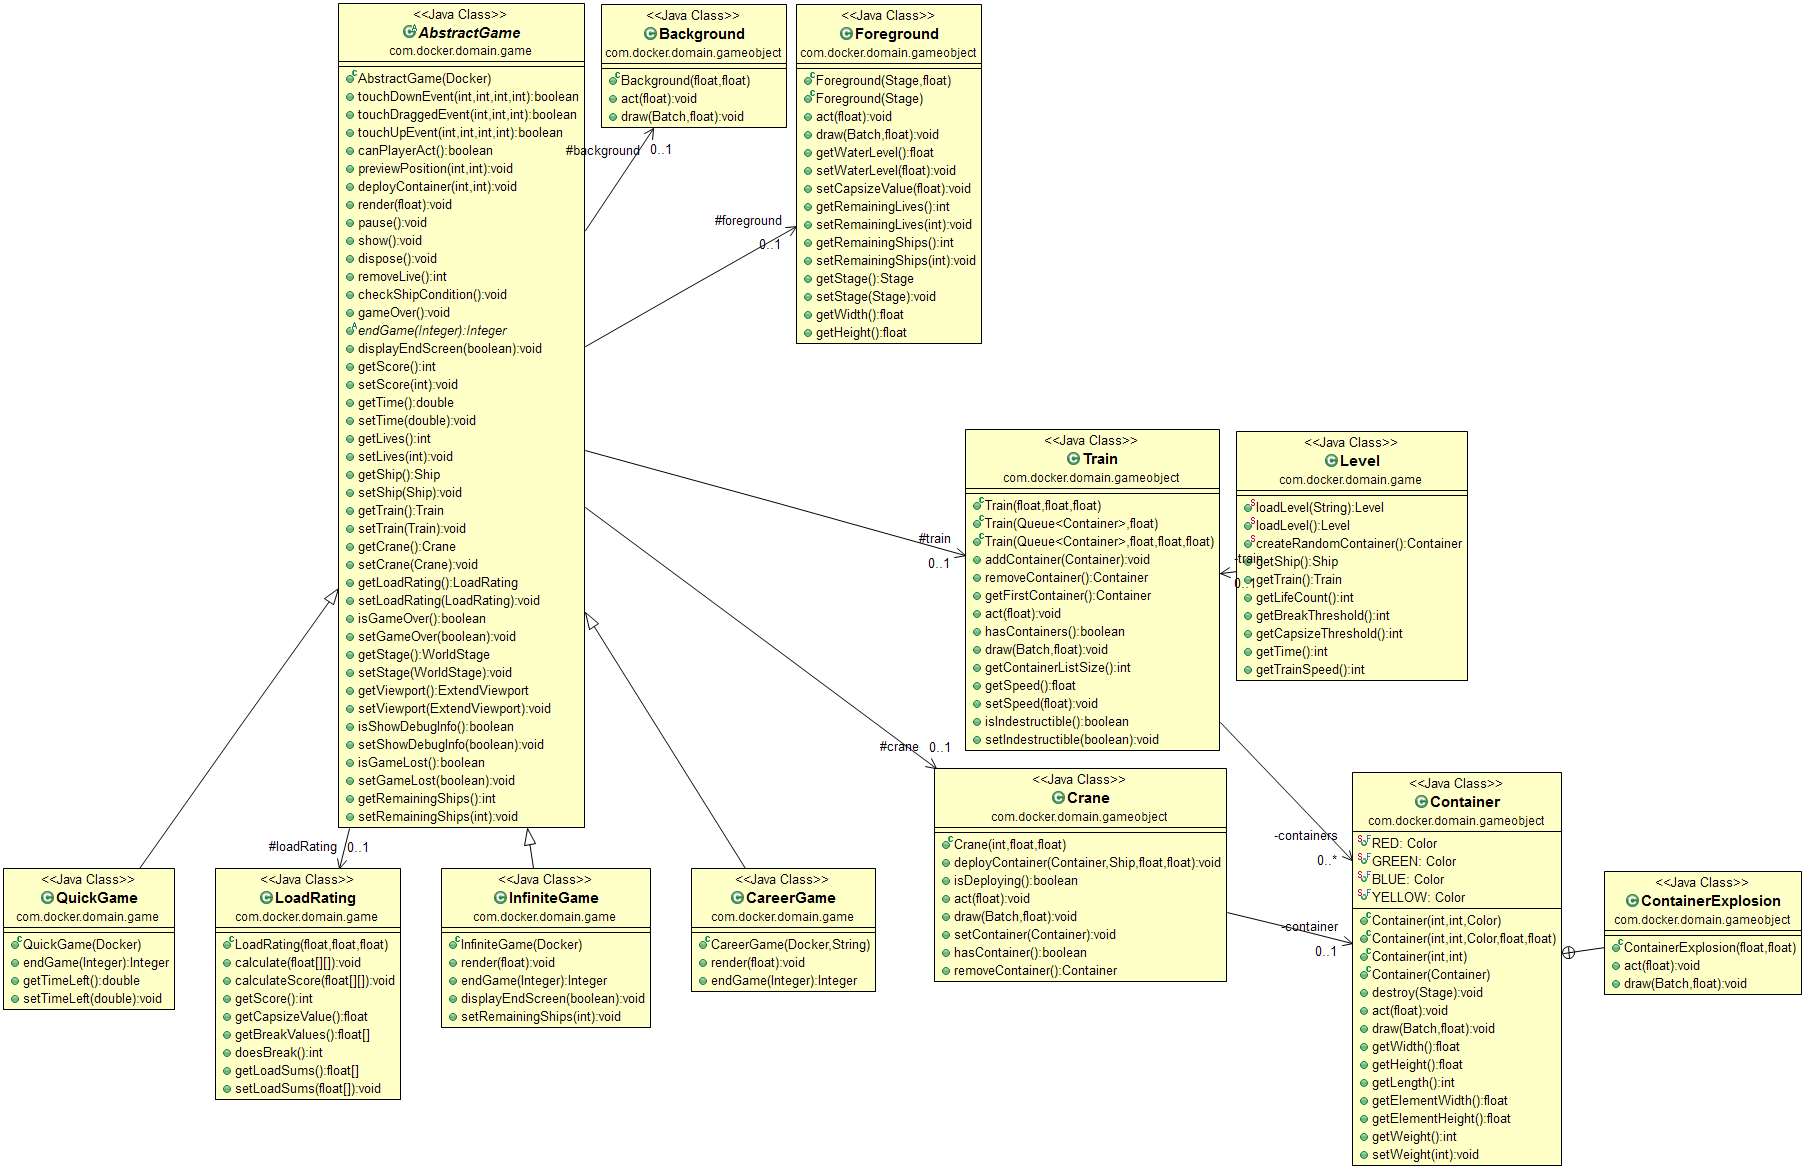 <<Java Class>>
AbstractGame
com.docker.domain.game
AbstractGame(Docker)
touchDownEvent(int,int,int,int):boolean
touchDraggedEvent(int,int,int):boolean
touchUpEvent(int,int,int,int):boolean
canPlayerAct():boolean
previewPosition(int,int):void
deployContainer(int,int):void
render(float):void
pause():void
show():void
dispose():void
removeLive():int
checkShipCondition():void
gameOver():void
endGame(Integer):Integer
displayEndScreen(boolean):void
getScore():int
setScore(int):void
getTime():double
setTime(double):void
getLives():int
setLives(int):void
getShip():Ship
setShip(Ship):void
getTrain():Train
setTrain(Train):void
getCrane():Crane
setCrane(Crane):void
getLoadRating():LoadRating
setLoadRating(LoadRating):void
isGameOver():boolean
setGameOver(boolean):void
getStage():WorldStage
setStage(WorldStage):void
getViewport():ExtendViewport
setViewport(ExtendViewport):void
isShowDebugInfo():boolean
setShowDebugInfo(boolean):void
isGameLost():boolean
setGameLost(boolean):void
getRemainingShips():int
setRemainingShips(int):void
<<Java Class>>
Background
com.docker.domain.gameobject
Background(float,float)
act(float):void
draw(Batch,float):void
#background
0..1
<<Java Class>>
Foreground
com.docker.domain.gameobject
Foreground(Stage,float)
Foreground(Stage)
act(float):void
draw(Batch,float):void
getWaterLevel():float
setWaterLevel(float):void
setCapsizeValue(float):void
getRemainingLives():int
setRemainingLives(int):void
getRemainingShips():int
setRemainingShips(int):void
getStage():Stage
setStage(Stage):void
getWidth():float
getHeight():float
#foreground
0..1
<<Java Class>>
Train
com.docker.domain.gameobject
Train(float,float,float)
Train(Queue<Container>,float)
Train(Queue<Container>,float,float,float)
addContainer(Container):void
removeContainer():Container
getFirstContainer():Container
act(float):void
hasContainers():boolean
draw(Batch,float):void
getContainerListSize():int
getSpeed():float
setSpeed(float):void
isIndestructible():boolean
setIndestructible(boolean):void
#train
0..1
<<Java Class>>
Level
com.docker.domain.game
loadLevel(String):Level
loadLevel():Level
createRandomContainer():Container
getShip():Ship
getTrain():Train
getLifeCount():int
getBreakThreshold():int
getCapsizeThreshold():int
getTime():int
getTrainSpeed():int
-train
0..1
#crane
0..1
<<Java Class>>
Crane
com.docker.domain.gameobject
Crane(int,float,float)
deployContainer(Container,Ship,float,float):void
isDeploying():boolean
act(float):void
draw(Batch,float):void
setContainer(Container):void
hasContainer():boolean
removeContainer():Container
-containers
0..*
-container
0..1
<<Java Class>>
Container
com.docker.domain.gameobject
RED: Color
GREEN: Color
BLUE: Color
YELLOW: Color
Container(int,int,Color)
Container(int,int,Color,float,float)
Container(int,int)
Container(Container)
destroy(Stage):void
act(float):void
draw(Batch,float):void
getWidth():float
getHeight():float
getLength():int
getElementWidth():float
getElementHeight():float
getWeight():int
setWeight(int):void
<<Java Class>>
ContainerExplosion
com.docker.domain.gameobject
ContainerExplosion(float,float)
act(float):void
draw(Batch,float):void
<<Java Class>>
QuickGame
com.docker.domain.game
QuickGame(Docker)
endGame(Integer):Integer
getTimeLeft():double
setTimeLeft(double):void
#loadRating
0..1
<<Java Class>>
LoadRating
com.docker.domain.game
LoadRating(float,float,float)
calculate(float[][]):void
calculateScore(float[][]):void
getScore():int
getCapsizeValue():float
getBreakValues():float[]
doesBreak():int
getLoadSums():float[]
setLoadSums(float[]):void
<<Java Class>>
InfiniteGame
com.docker.domain.game
InfiniteGame(Docker)
render(float):void
endGame(Integer):Integer
displayEndScreen(boolean):void
setRemainingShips(int):void
<<Java Class>>
CareerGame
com.docker.domain.game
CareerGame(Docker,String)
render(float):void
endGame(Integer):Integer